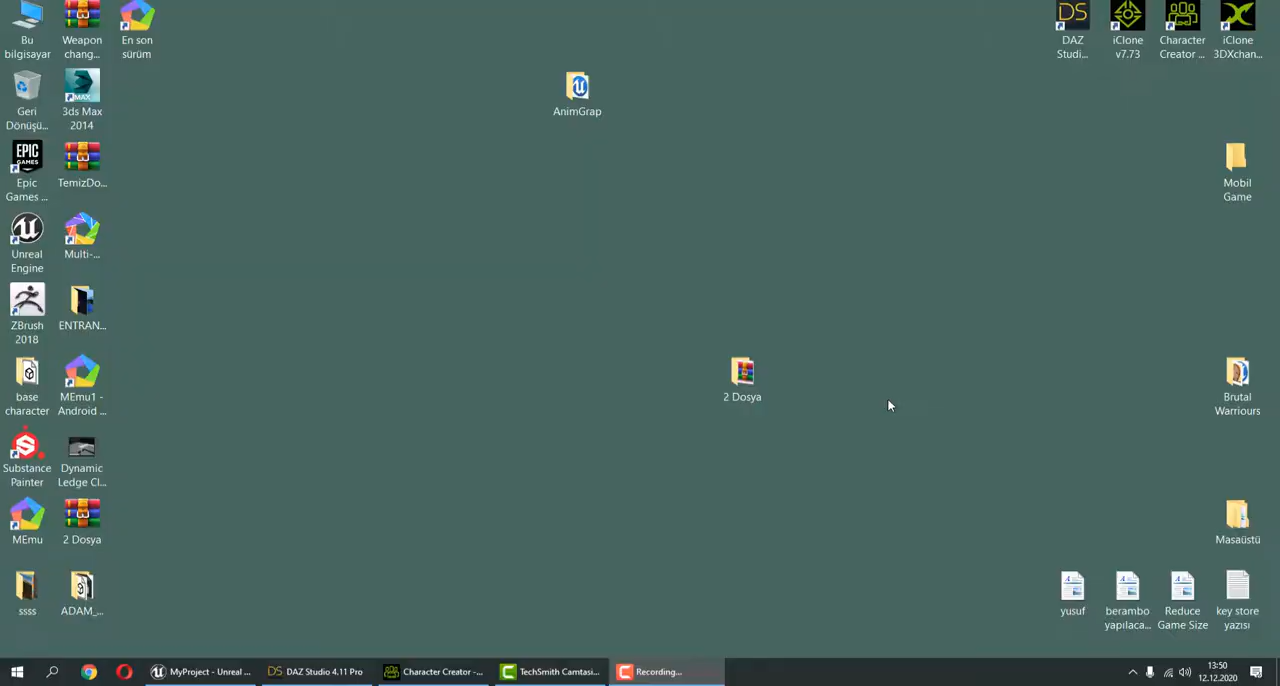 Bu
bilgisayar
Weapon
chang...
En son
sürüm
DAZ
Studi...
iClone
v7.73
Character
Creator ...
iClone
3DXchan...
Geri
Dönüşü...
MAX
3ds Max
2014
AnimGrap
EPIC
GAMES
Epic
Games ...
TemizDo...
Mobil
Game
Unreal
Engine
Multi-...
ZBrush
2018
ENTRAN...
base
character
MEmu1 -
Android ...
2 Dosya
Brutal
Warriours
Substance
Painter
Dynamic
Ledge Cl...
MEmu
2 Dosya
Masaüstü
ssss
ADAM_...
yusuf
berambo
yapılaca...
Reduce
Game Size
key store
yazısı
MyProject - Unreal ...
DS
DAZ Studio 4.11 Pro
Character Creator -...
TechSmith Camtasi...
Recording...
13:50
12.12.2020